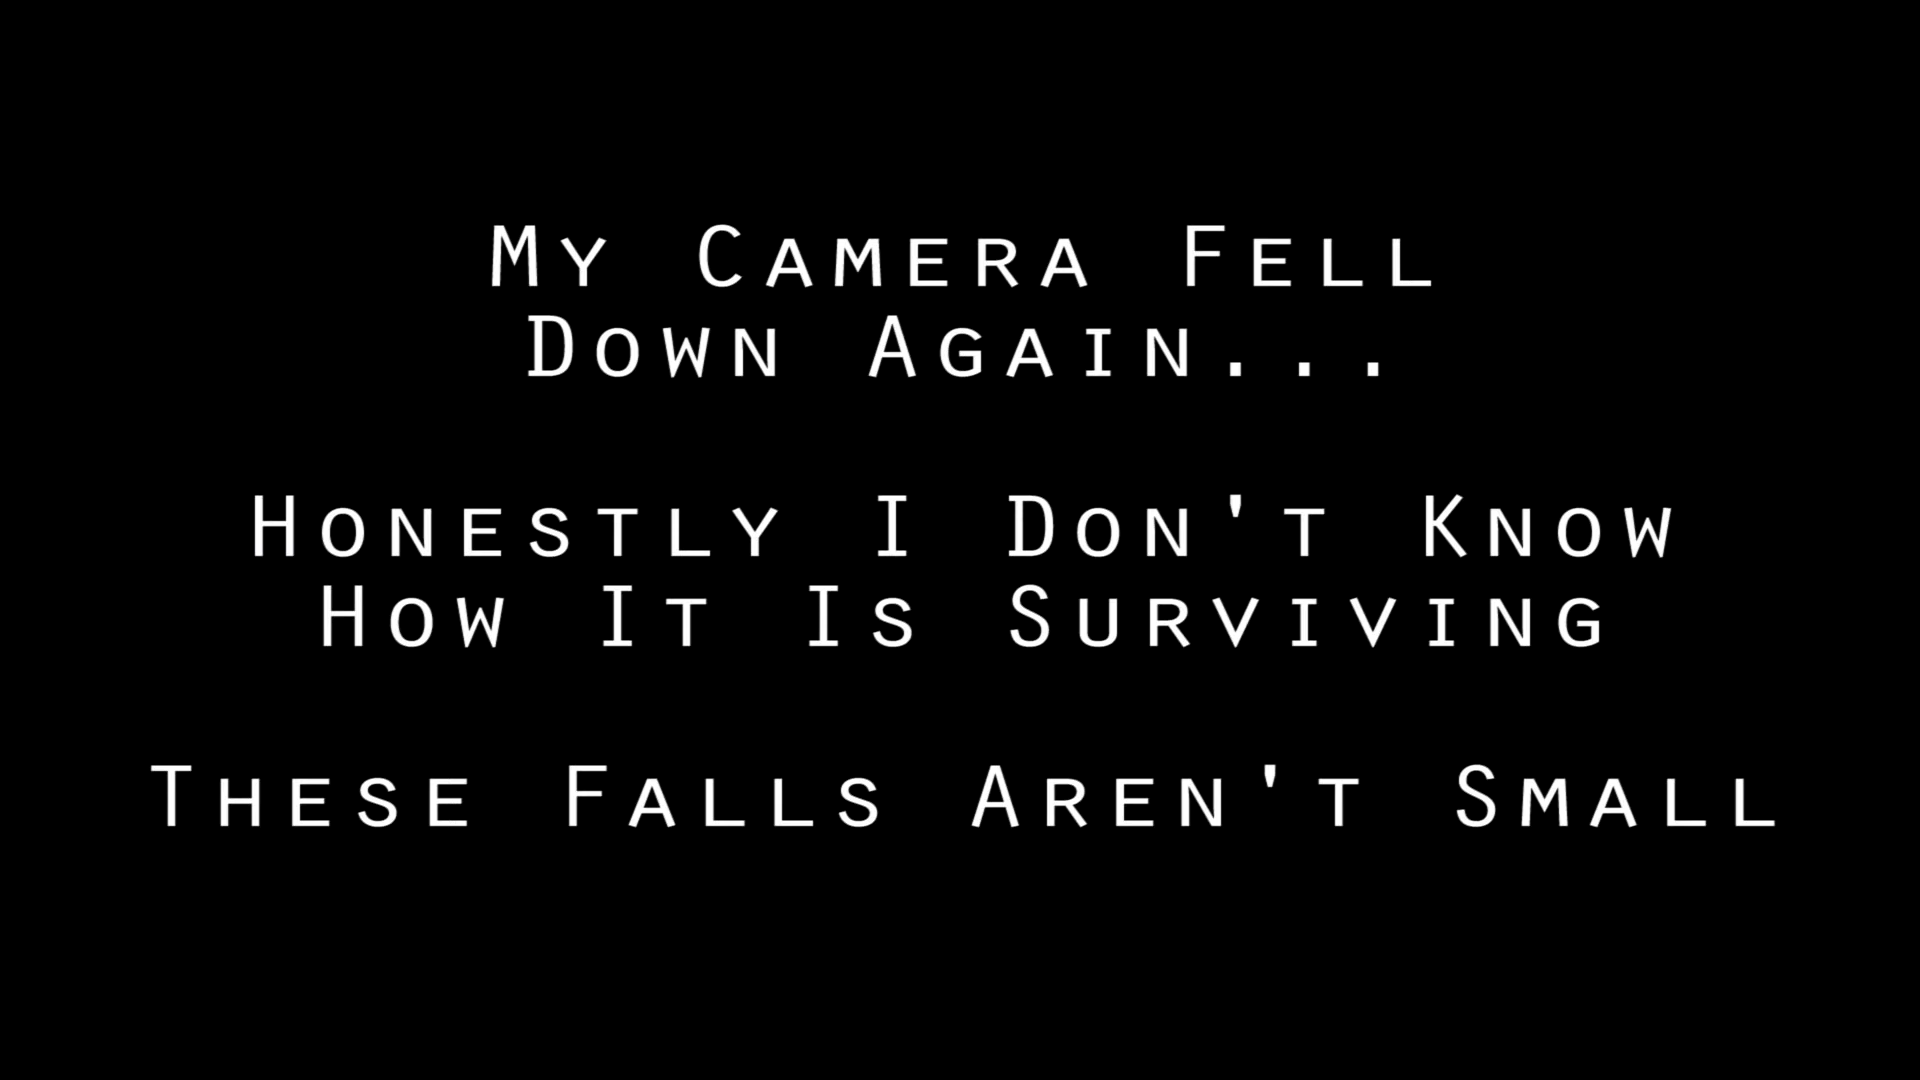 My Camera Fell
Down Again...
Honestly I Don't Know
How It Is Surviving
These Falls Aren't Small